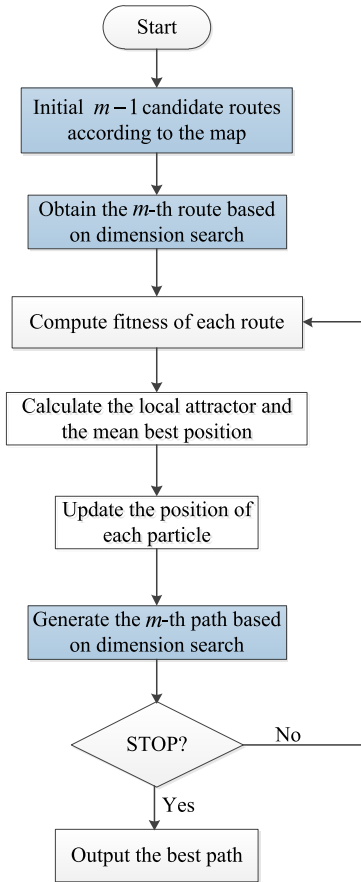 Start
Initial m−1 candidate routes
according to the map
Obtain the m-th route based
on dimension search
Compute fitness of each route
Calculate the local attractor and
the mean best position
Update the position of
each particle
Generate the m-th path based
on dimension search
STOP?
No
Yes
Output the best path